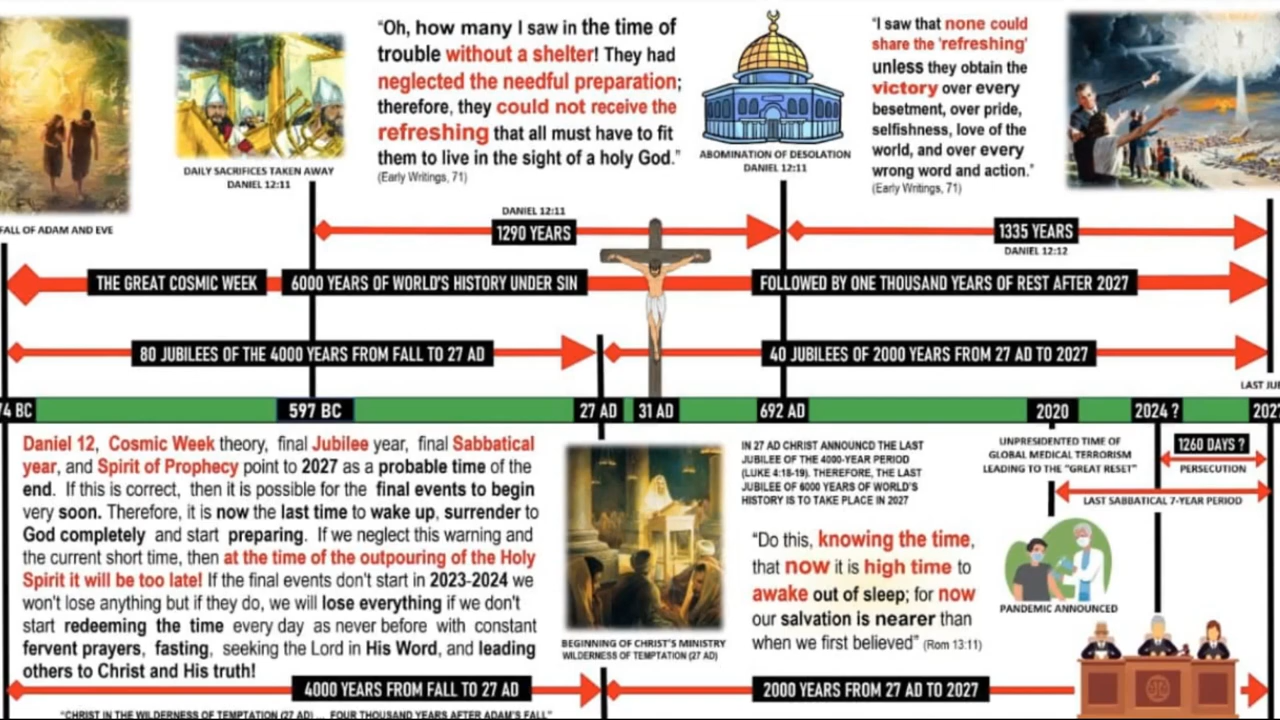 "Oh, how many I saw in the time of
trouble without a shelter! They had
neglected the needful preparation;
therefore, they could not receive the
refreshing that all must have to fit
them to live in the sight of a holy God."
(Early Writings, 71)
"I saw that none could
share the 'refreshing'
unless they obtain the
victory over every
besetment, over pride,
selfishness, love of the
world, and over every
wrong word and action."
(Early Writings, 71)
DAILY SACRIFICES TAKEN AWAY
DANIEL 12:11
ABOMINATION OF DESOLATION
DANIEL 12:11
FALL OF ADAM AND EVE
DANIEL 12:11
1290 YEARS
1335 YEARS
DANIEL 12:12
THE GREAT COSMIC WEEK
6000 YEARS OF WORLD'S HISTORY UNDER SIN
FOLLOWED BY ONE THOUSAND YEARS OF REST AFTER 2027
80 JUBILEES OF THE 4000 YEARS FROM FALL TO 27 AD
40 JUBILEES OF 2000 YEARS FROM 27 AD TO 2027
LAST JU
74 BC
597 BC
27 AD
31 AD
692 AD
2020
2024 ?
202
Daniel 12, Cosmic Week theory, final Jubilee year, final Sabbatical
year, and Spirit of Prophecy point to 2027 as a probable time of the
end. If this is correct, then it is possible for the final events to begin
very soon. Therefore, it is now the last time to wake up, surrender to
God completely and start preparing. If we neglect this warning and
the current short time, then at the time of the outpouring of the Holy
Spirit it will be too late! If the final events don't start in 2023-2024 we
won't lose anything but if they do, we will lose everything if we don't
start redeeming the time every day as never before with constant
fervent prayers, fasting, seeking the Lord in His Word, and leading
others to Christ and His truth!
BEGINNING OF CHRIST'S MINISTRY
WILDERNESS OF TEMPTATION (27 AD)
IN 27 AD CHRIST ANNOUNCD THE LAST
JUBILEE OF THE 4000-YEAR PERIOD
(LUKE 4:18-19). THEREFORE, THE LAST
JUBILEE OF 6000 YEARS OF WORLD'S
HISTORY IS TO TAKE PLACE IN 2027
"Do this, knowing the time,
that now it is high time to
awake out of sleep; for now
our salvation is nearer than
when we first believed" (Rom 13:11)
UNPRESIDENTED TIME OF
GLOBAL MEDICAL TERRORISM
LEADING TO THE "GREAT RESET"
1260 DAYS ?
PERSECUTION
LAST SABBATICAL 7-YEAR PERIOD
PANDEMIC ANNOUNCED
4000 YEARS FROM FALL TO 27 AD
2000 YEARS FROM 27 AD TO 2027
"CHRIST IN THE WILDERNESS OF TEMPTATION (27 AD) ... FOUR THOUSAND YEARS AFTER ADAM'S FALL"